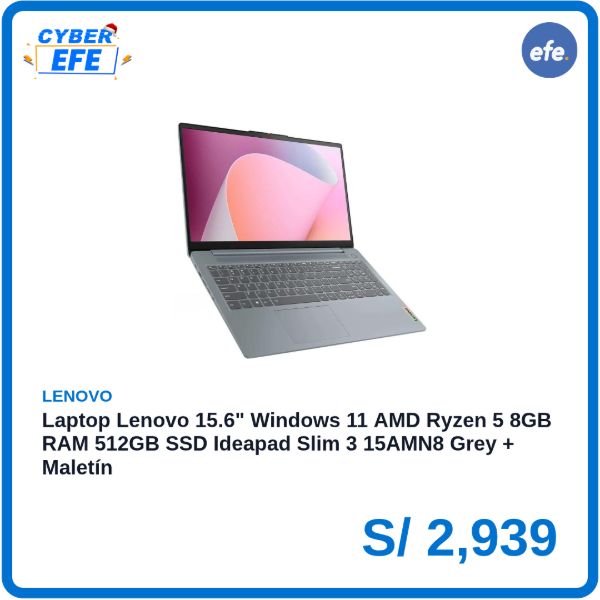 CYBER
EFE
efe.
LENOVO
Laptop Lenovo 15.6" Windows 11 AMD Ryzen 5 8GB
RAM 512GB SSD Ideapad Slim 3 15AMN8 Grey +
Maletín
S/ 2,939